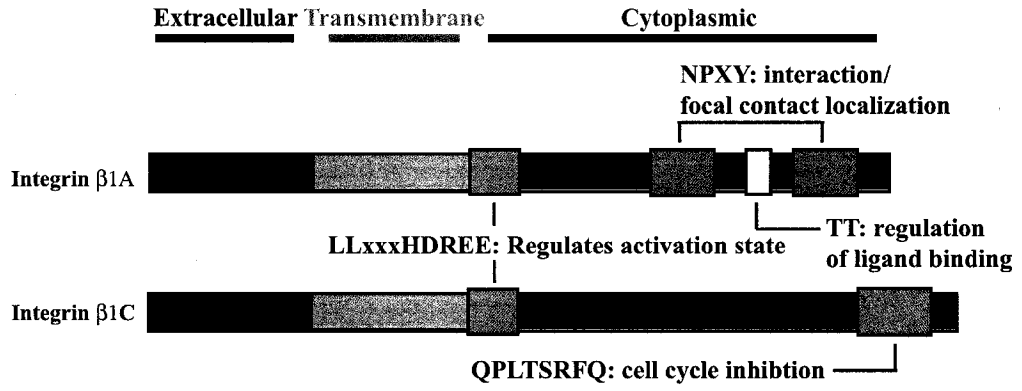 Extracellular Transmembrane Cytoplasmic
NPXY: interaction/
focal contact localization
Integrin β1A
TT: regulation
of ligand binding
LLxxxHDREE: Regulates activation state
Integrin β1C
QPLTSRFQ: cell cycle inhibtion